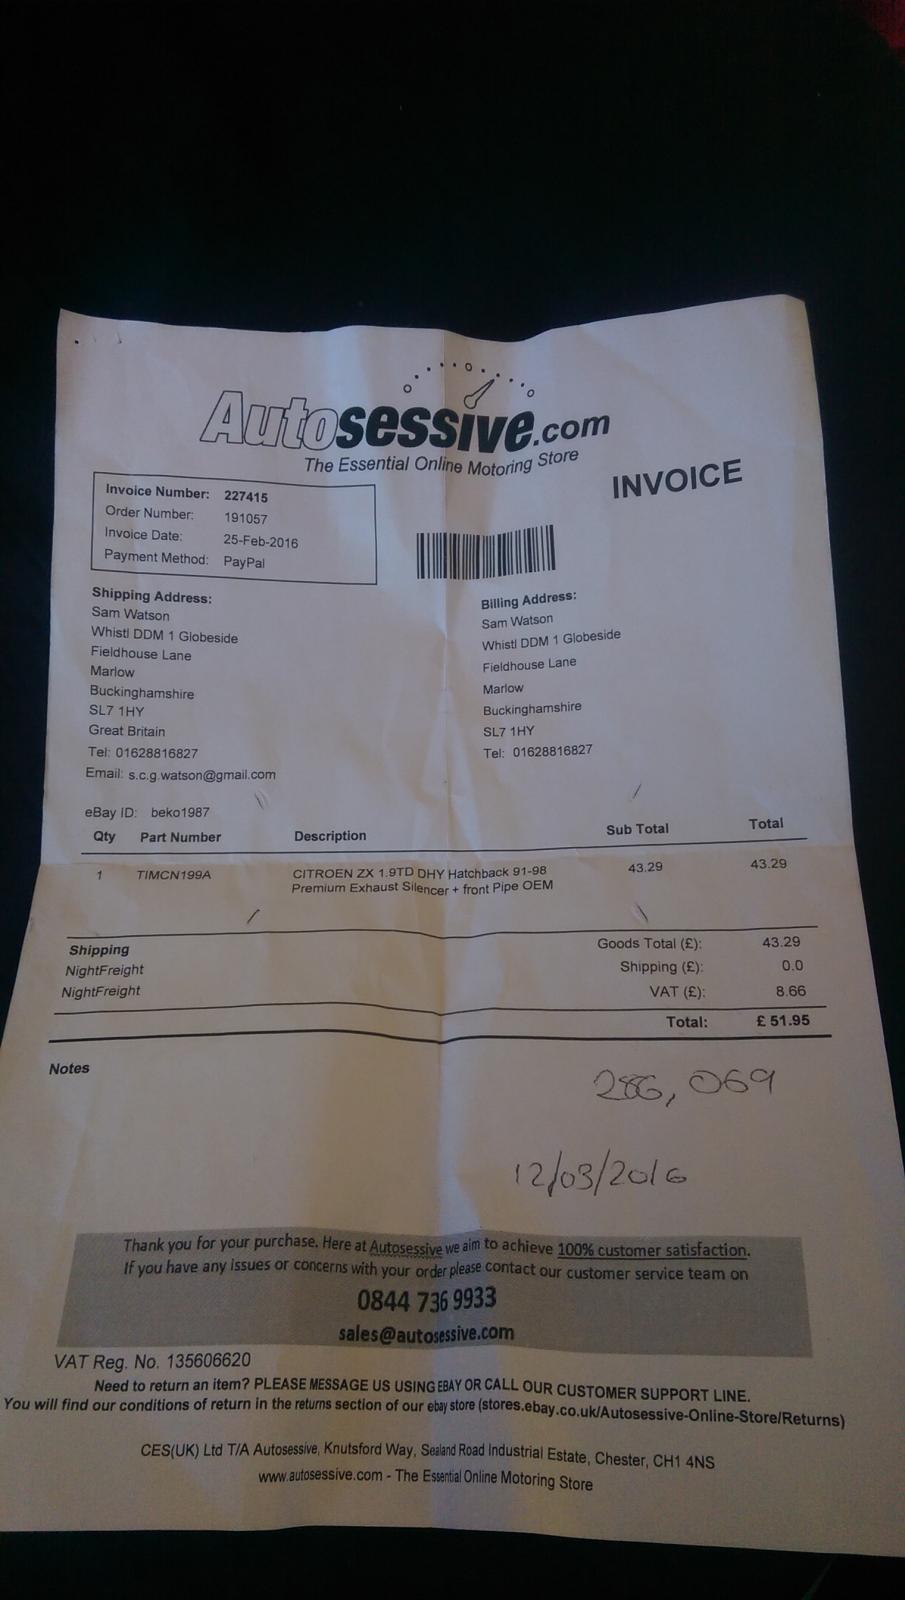 Autosessive.com
The Essential Online Motoring Store
INVOICE
Invoice Number: 227415
Order Number: 191057
Invoice Date: 25-Feb-2016
Payment Method: PayPal
Shipping Address:
Sam Watson
Whistl DDM 1 Globeside
Fieldhouse Lane
Marlow
Buckinghamshire
SL7 1HY
Great Britain
Tel: 01628816827
Email: s.c.g.watson@gmail.com
Billing Address:
Sam Watson
Whistl DDM 1 Globeside
Fieldhouse Lane
Marlow
Buckinghamshire
SL7 1HY
Tel: 01628816827
eBay ID: beko1987
Qty Part Number Description Sub Total Total
1 TIMCN199A CITROEN ZX 1.9TD DHY Hatchback 91-98 43.29 43.29
Premium Exhaust Silencer + front Pipe OEM
Shipping
NightFreight
NightFreight
Goods Total (£): 43.29
Shipping (£): 0.0
VAT (£): 8.66
Total: £ 51.95
Notes
286,069
12/03/2016
Thank you for your purchase. Here at Autosessive we aim to achieve 100% customer satisfaction.
If you have any issues or concerns with your order please contact our customer service team on
0844 736 9933
sales@autosessive.com
VAT Reg. No. 135606620
Need to return an item? PLEASE MESSAGE US USING EBAY OR CALL OUR CUSTOMER SUPPORT LINE.
You will find our conditions of return in the returns section of our ebay store (stores.ebay.co.uk/Autosessive-Online-Store/Returns)
CES(UK) Ltd T/A Autosessive, Knutsford Way, Sealand Road Industrial Estate, Chester, CH1 4NS
www.autosessive.com - The Essential Online Motoring Store